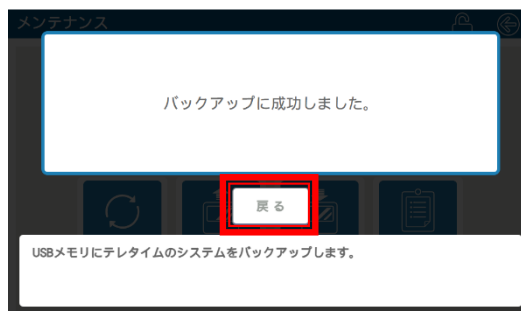 メンテナンス
バックアップに成功しました。
戻る
USBメモリにテレタイムのシステムをバックアップします。